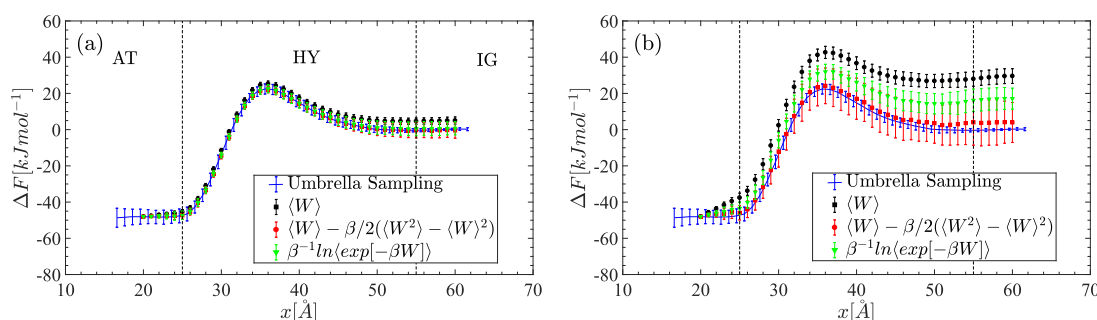 (a)
AT
HY
IG
60
40
20
0
-20
-40
-60
-80
ΔF[kJmol⁻¹]
Umbrella Sampling
⟨W⟩
⟨W⟩ − β/2(⟨W²⟩ − ⟨W⟩²)
β⁻¹ln⟨exp[−βW]⟩
10 20 30 40 50 60 70
x[Å]
(b)
60
40
20
0
-20
-40
-60
-80
ΔF[kJmol⁻¹]
Umbrella Sampling
⟨W⟩
⟨W⟩ − β/2(⟨W²⟩ − ⟨W⟩²)
β⁻¹ln⟨exp[−βW]⟩
10 20 30 40 50 60 70
x[Å]